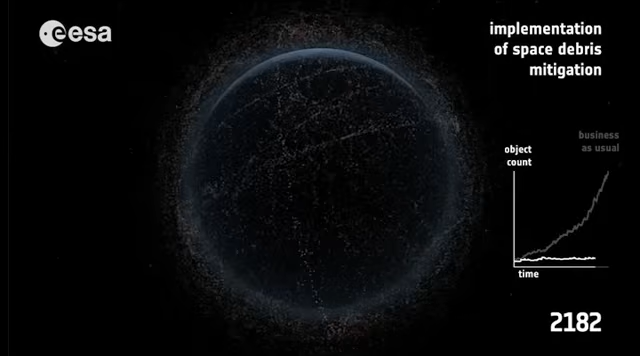 esa
implementation
of space debris
mitigation
business
as usual
object
count
time
2182